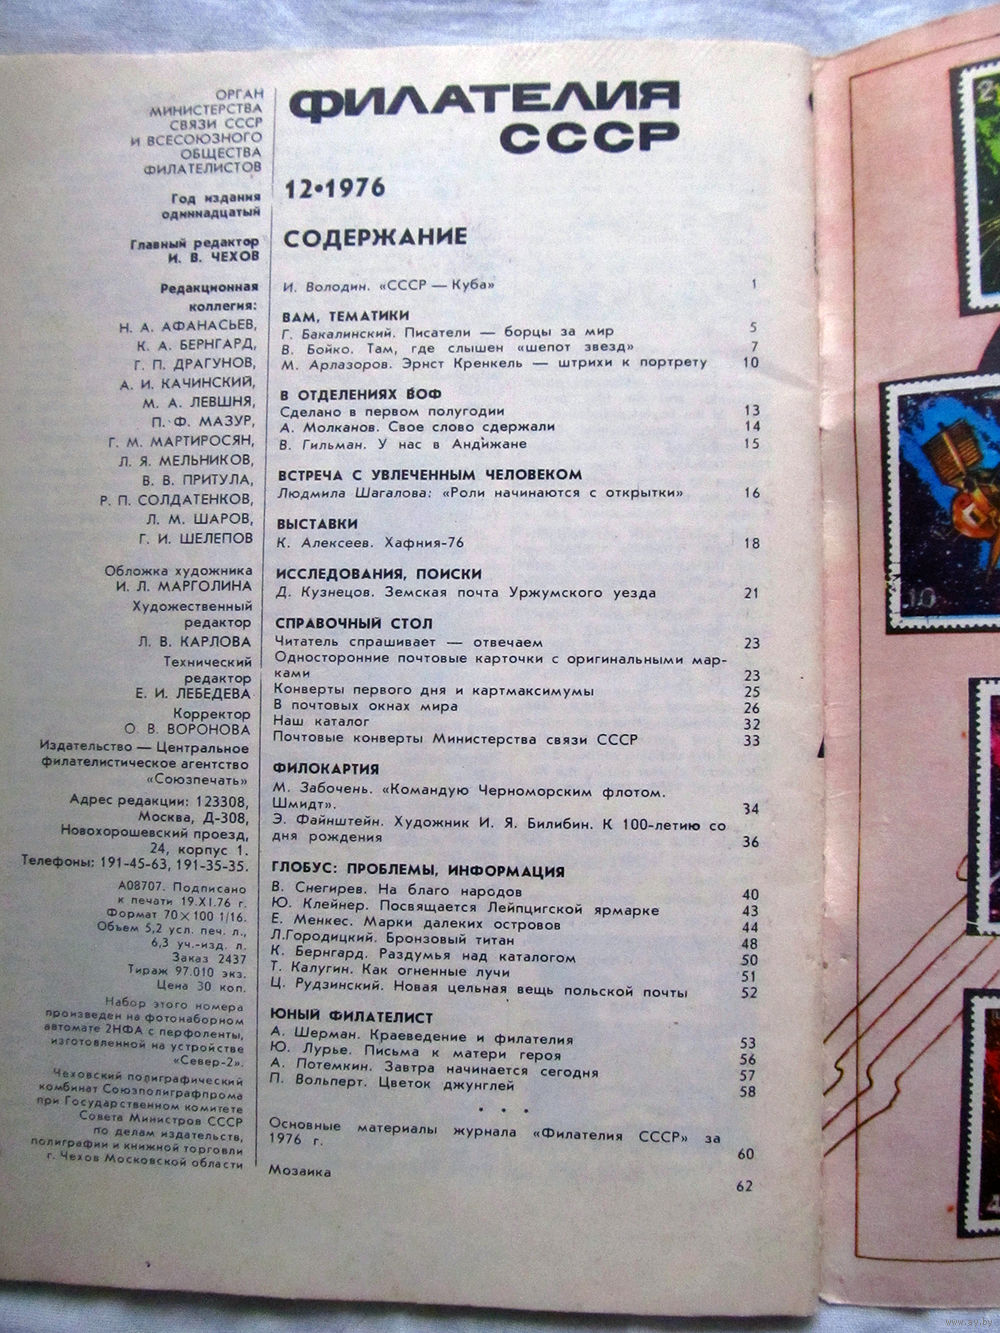 ОРГАН
МИНИСТЕРСТВА
СВЯЗИ СССР
И ВСЕСОЮЗНОГО
ОБЩЕСТВА
ФИЛАТЕЛИСТОВ
Год издания
одиннадцатый
Главный редактор
И. В. ЧЕХОВ
Редакционная
коллегия:
Н. А. АФАНАСЬЕВ,
К. А. БЕРНГАРД,
Г. П. ДРАГУНОВ,
А. И. КАЧИНСКИЙ,
М. А. ЛЕВШНЯ,
П. Ф. МАЗУР,
Г. М. МАРТИРОСЯН,
Л. Я. МЕЛЬНИКОВ,
В. В. ПРИТУЛА,
Р. П. СОЛДАТЕНКОВ,
Л. М. ШАРОВ,
Г. И. ШЕЛЕПОВ
Обложка художника
И. Л. МАРГОЛИНА
Художественный
редактор
Л. В. КАРЛОВА
Технический
редактор
Е. И. ЛЕБЕДЕВА
Корректор
О. В. ВОРОНОВА
Издательство — Центральное
филателистическое агентство
«Союзпечать»
Адрес редакции: 123308,
Москва, Д-308,
Новохорошевский проезд,
24, корпус 1.
Телефоны: 191-45-63, 191-35-35.
А08707. Подписано
к печати 19.XI.76 г.
Формат 70×100 1/16.
Объем 5,2 усл. печ. л.,
6,3 уч.-изд. л.
Заказ 2437
Тираж 97.010 экз.
Цена 30 коп.
Набор этого номера
произведен на фотонаборном
автомате 2НФА с перфоленты,
изготовленной на устройстве
«Север-2».
Чеховский полиграфический
комбинат Союзполиграфпрома
при Государственном комитете
Совета Министров СССР
по делам издательств,
полиграфии и книжной торговли
г. Чехов Московской области
ФИЛАТЕЛИЯ
СССР
12•1976
СОДЕРЖАНИЕ
И. Володин. «СССР — Куба» 1
ВАМ, ТЕМАТИКИ
Г. Бакалинский. Писатели — борцы за мир 5
В. Бойко. Там, где слышен «шепот звезд» 7
М. Арлазоров. Эрнст Кренкель — штрихи к портрету 10
В ОТДЕЛЕНИЯХ ВОФ
Сделано в первом полугодии 13
А. Молканов. Свое слово сдержали 14
В. Гильман. У нас в Андижане 15
ВСТРЕЧА С УВЛЕЧЕННЫМ ЧЕЛОВЕКОМ
Людмила Шагалова: «Роли начинаются с открытки» 16
ВЫСТАВКИ
К. Алексеев. Хафния-76 18
ИССЛЕДОВАНИЯ, ПОИСКИ
Д. Кузнецов. Земская почта Уржумского уезда 21
СПРАВОЧНЫЙ СТОЛ
Читатель спрашивает — отвечаем 23
Односторонние почтовые карточки с оригинальными мар-
ками 23
Конверты первого дня и картмаксимумы 25
В почтовых окнах мира 26
Наш каталог 32
Почтовые конверты Министерства связи СССР 33
ФИЛОКАРТИЯ
М. Забочень. «Командую Черноморским флотом.
Шмидт». 34
Э. Файнштейн. Художник И. Я. Билибин. К 100-летию со
дня рождения 36
ГЛОБУС: ПРОБЛЕМЫ, ИНФОРМАЦИЯ
В. Снегирев. На благо народов 40
Ю. Клейнер. Посвящается Лейпцигской ярмарке 43
Е. Менкес. Марки далеких островов 44
Л.Городицкий. Бронзовый титан 48
К. Бернгард. Раздумья над каталогом 50
Т. Калугин. Как огненные лучи 51
Ц. Рудзинский. Новая цельная вещь польской почты 52
ЮНЫЙ ФИЛАТЕЛИСТ
А. Шерман. Краеведение и филателия 53
Ю. Лурье. Письма к матери героя 56
А. Потемкин. Завтра начинается сегодня 57
П. Вольперт. Цветок джунглей 58
• • •
Основные материалы журнала «Филателия СССР» за
1976 г. 60
Мозаика 62
10
www.ay.by